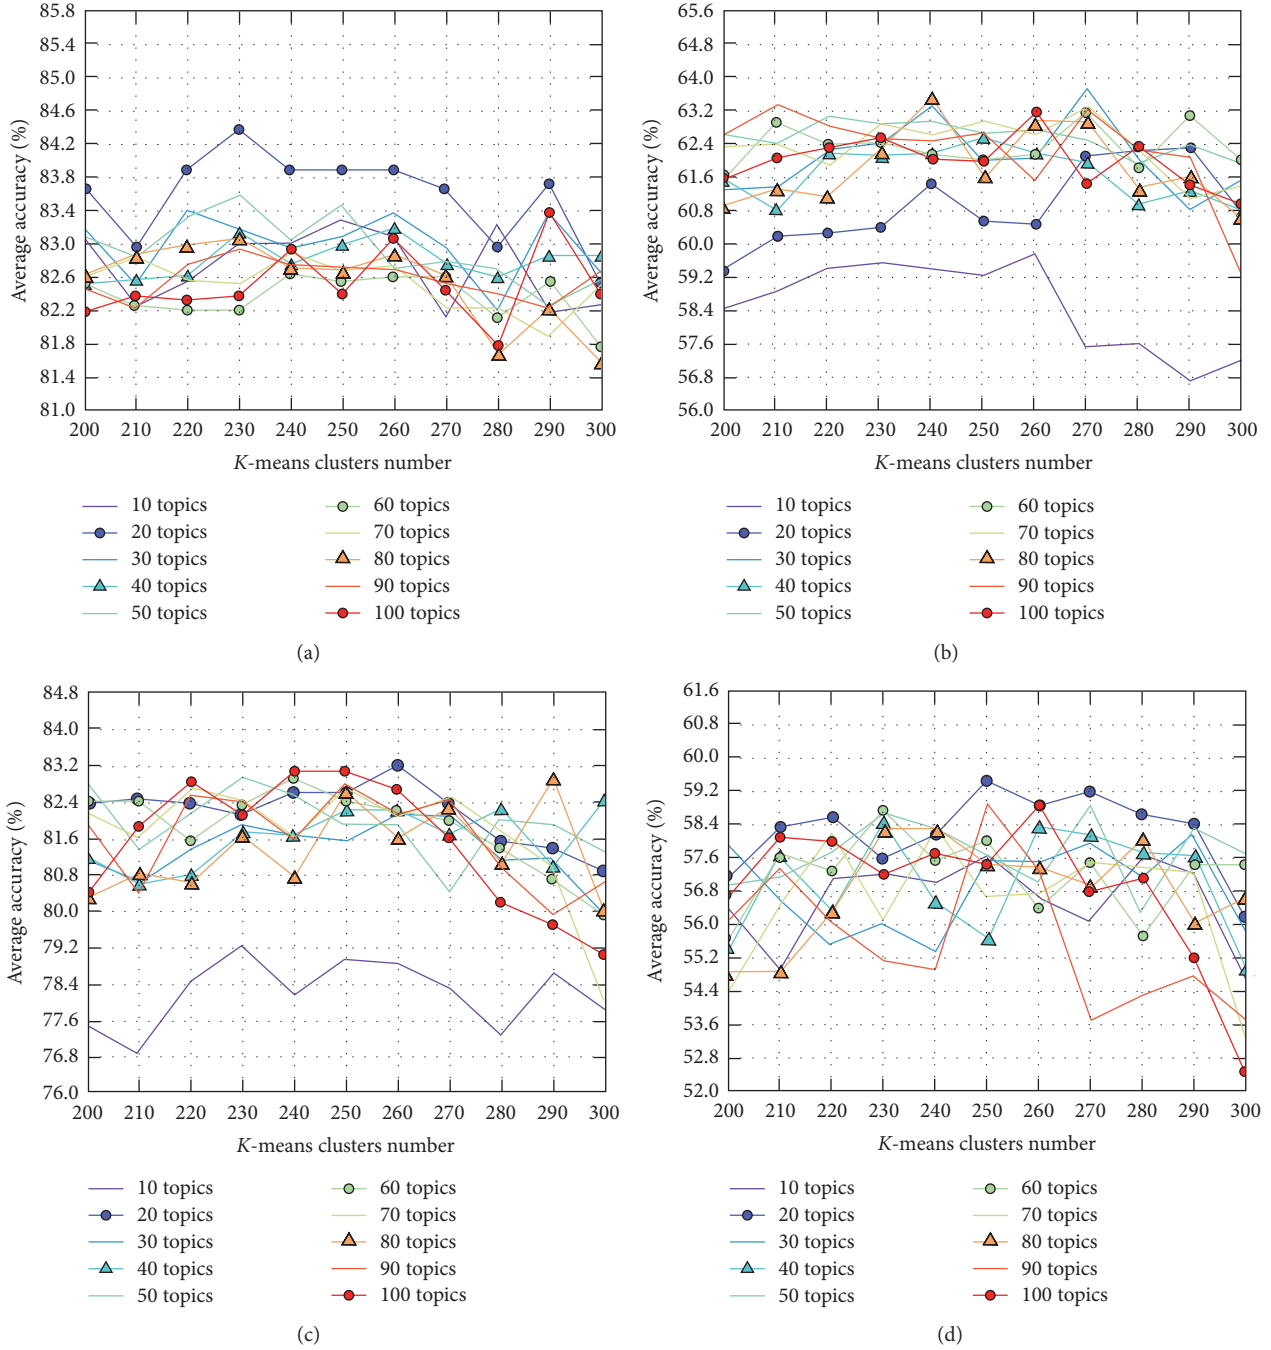 85.8
85.4
85.0
84.6
84.2
83.8
83.4
83.0
82.6
82.2
81.8
81.4
81.0
Average accuracy (%)
200 210 220 230 240 250 260 270 280 290 300
K-means clusters number
10 topics
20 topics
30 topics
40 topics
50 topics
60 topics
70 topics
80 topics
90 topics
100 topics
(a)
65.6
64.8
64.0
63.2
62.4
61.6
60.8
60.0
59.2
58.4
57.6
56.8
56.0
Average accuracy (%)
200 210 220 230 240 250 260 270 280 290 300
K-means clusters number
10 topics
20 topics
30 topics
40 topics
50 topics
60 topics
70 topics
80 topics
90 topics
100 topics
(b)
84.8
84.0
83.2
82.4
81.6
80.8
80.0
79.2
78.4
77.6
76.8
76.0
Average accuracy (%)
200 210 220 230 240 250 260 270 280 290 300
K-means clusters number
10 topics
20 topics
30 topics
40 topics
50 topics
60 topics
70 topics
80 topics
90 topics
100 topics
(c)
61.6
60.8
60.0
59.2
58.4
57.6
56.8
56.0
55.2
54.4
53.6
52.8
52.0
Average accuracy (%)
200 210 220 230 240 250 260 270 280 290 300
K-means clusters number
10 topics
20 topics
30 topics
40 topics
50 topics
60 topics
70 topics
80 topics
90 topics
100 topics
(d)